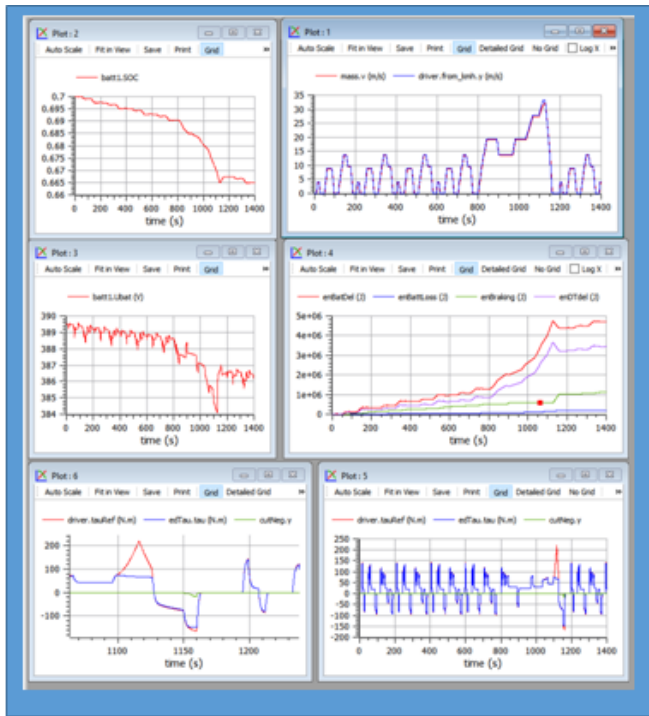 Plot : 2
Auto Scale Fit in View Save Print Grid »
batt1.SOC
0.7
0.695
0.69
0.685
0.68
0.675
0.67
0.665
0.66
0 200 400 600 800 1000 1200 1400
time (s)
Plot : 1
Auto Scale Fit in View Save Print Grid Detailed Grid No Grid Log X »
mass.v (m/s) driver.from_kmh.y (m/s)
35
30
25
20
15
10
5
0
0 200 400 600 800 1000 1200 1400
time (s)
Plot : 3
Auto Scale Fit in View Save Print Grid »
batt1.Ubat (V)
390
389
388
387
386
385
384
0 200 400 600 800 1000 1200 1400
time (s)
Plot : 4
Auto Scale Fit in View Save Print Grid Detailed Grid No Grid Log X »
enBatDel (J) enBattLoss (J) enBraking (J) enDTdel (J)
5e+06
4e+06
3e+06
2e+06
1e+06
0
0 200 400 600 800 1000 1200 1400
time (s)
Plot : 6
Auto Scale Fit in View Save Print Grid Detailed Grid »
driver.tauRef (N.m) edTau.tau (N.m) cutNeg.y
200
100
0
-100
1100 1150 1200
time (s)
Plot : 5
Auto Scale Fit in View Save Print Grid Detailed Grid No Grid »
driver.tauRef (N.m) edTau.tau (N.m) cutNeg.y
250
200
150
100
50
0
-50
-100
-150
-200
0 200 400 600 800 1000 1200 1400
time (s)